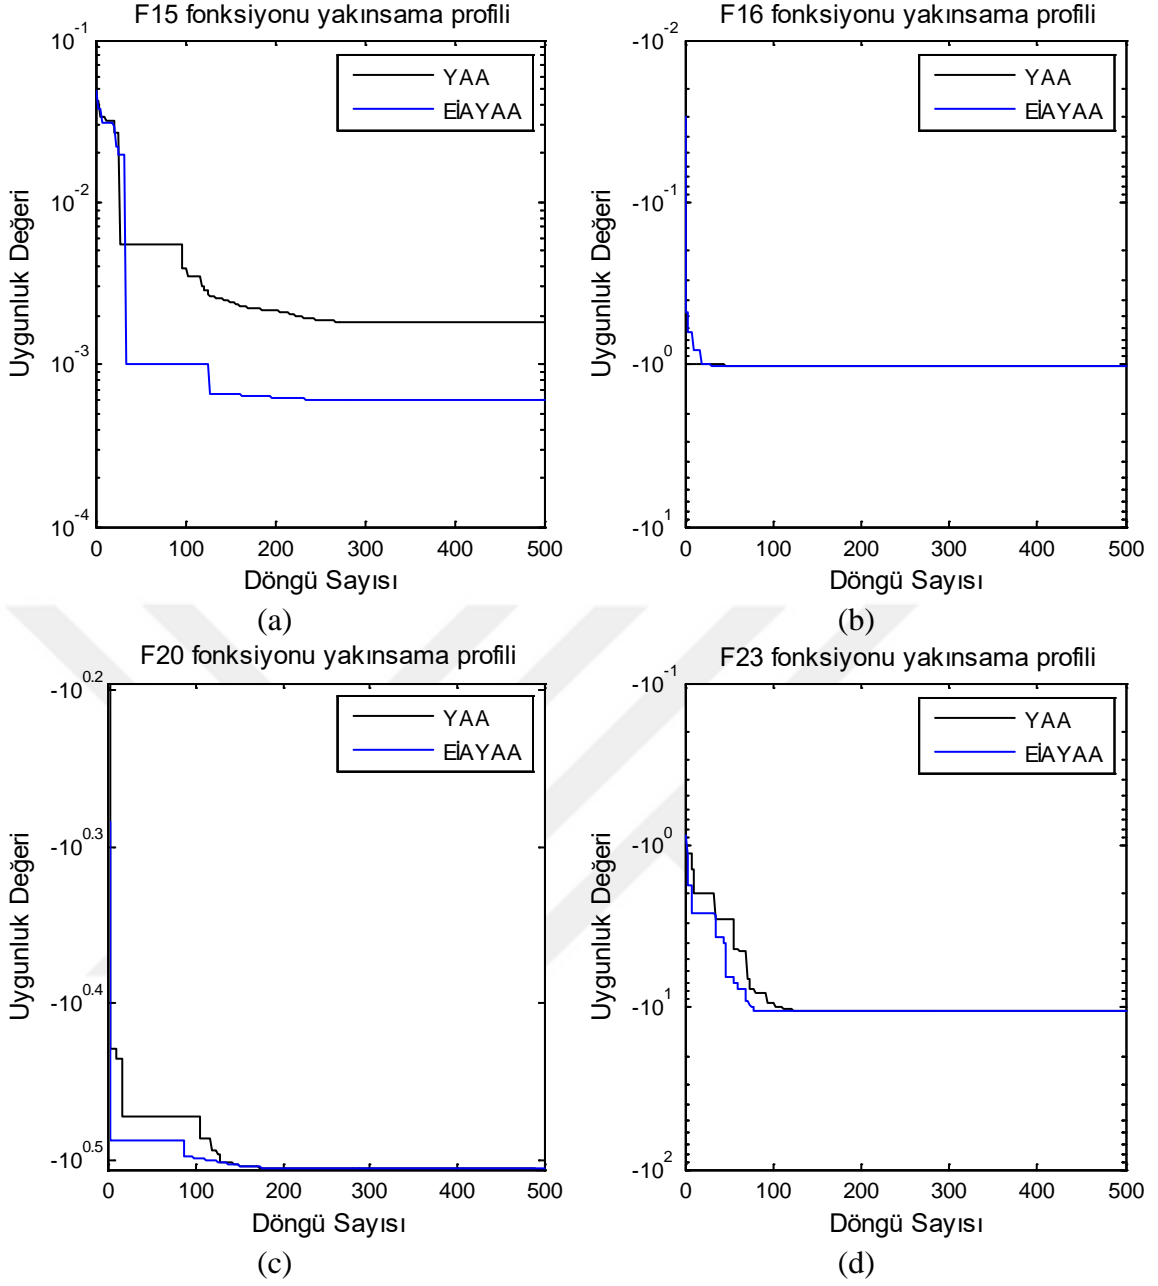 F15 fonksiyonu yakınsama profili
Uygunluk Değeri
10^-1
10^-2
10^-3
10^-4
YAA
EİAYAA
0 100 200 300 400 500
Döngü Sayısı
(a)
F16 fonksiyonu yakınsama profili
Uygunluk Değeri
-10^-2
-10^-1
-10^0
-10^1
YAA
EİAYAA
0 100 200 300 400 500
Döngü Sayısı
(b)
F20 fonksiyonu yakınsama profili
Uygunluk Değeri
-10^0.2
-10^0.3
-10^0.4
-10^0.5
YAA
EİAYAA
0 100 200 300 400 500
Döngü Sayısı
(c)
F23 fonksiyonu yakınsama profili
Uygunluk Değeri
-10^-1
-10^0
-10^1
-10^2
YAA
EİAYAA
0 100 200 300 400 500
Döngü Sayısı
(d)